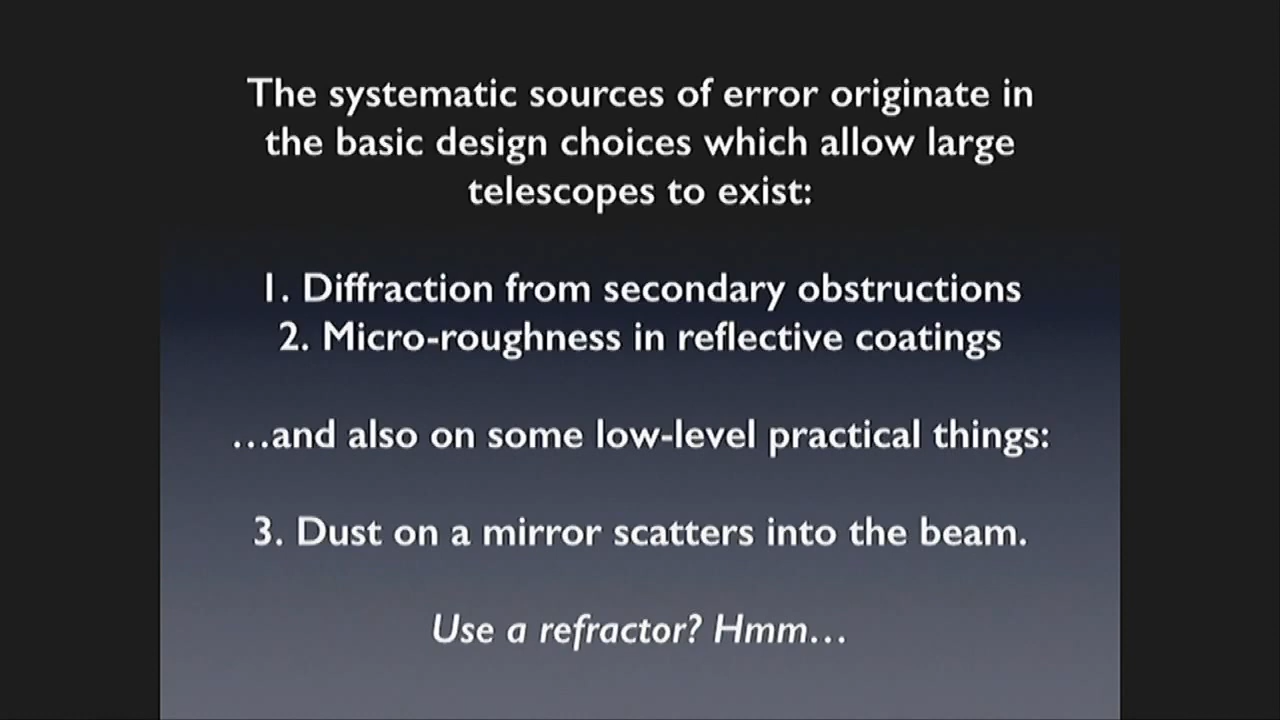 The systematic sources of error originate in
the basic design choices which allow large
telescopes to exist:
1. Diffraction from secondary obstructions
2. Micro-roughness in reflective coatings
…and also on some low-level practical things:
3. Dust on a mirror scatters into the beam.
Use a refractor? Hmm…